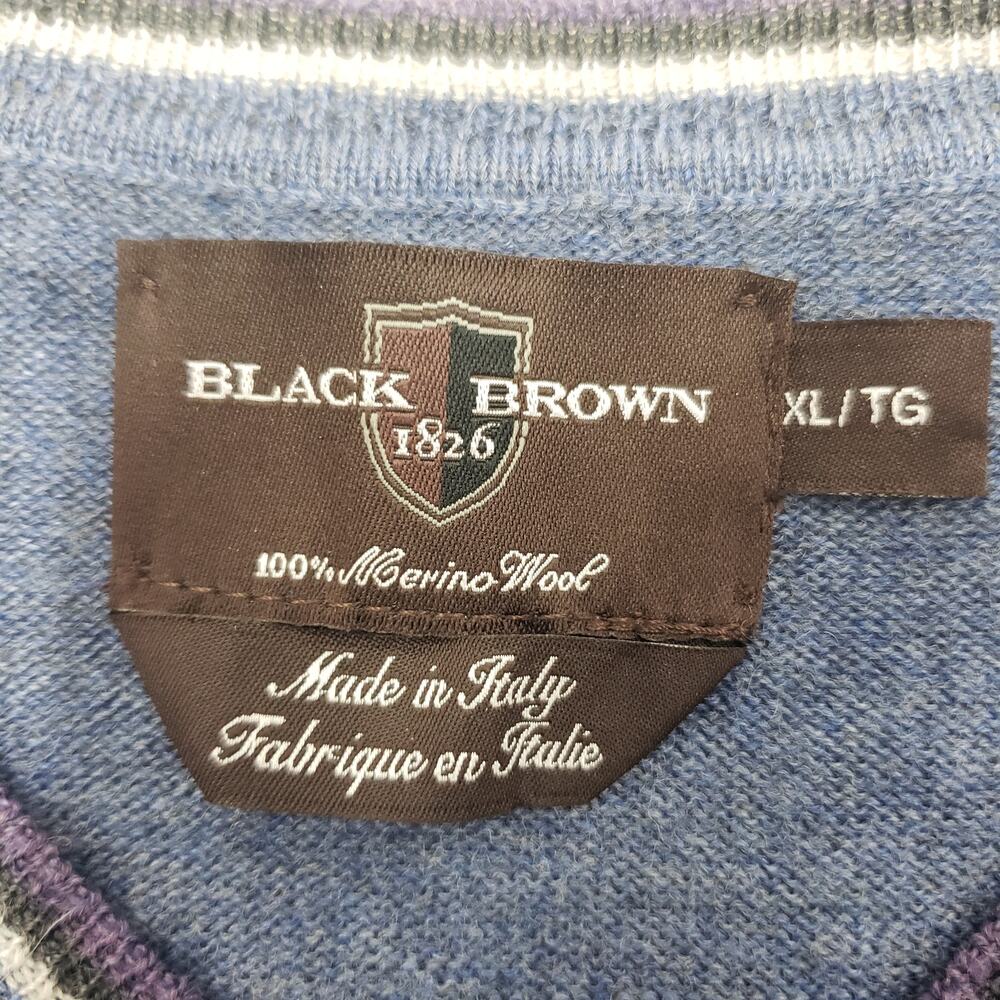 BLACK BROWN
1826
XL/TG
100% Merino Wool
Made in Italy
Fabrique en Italie